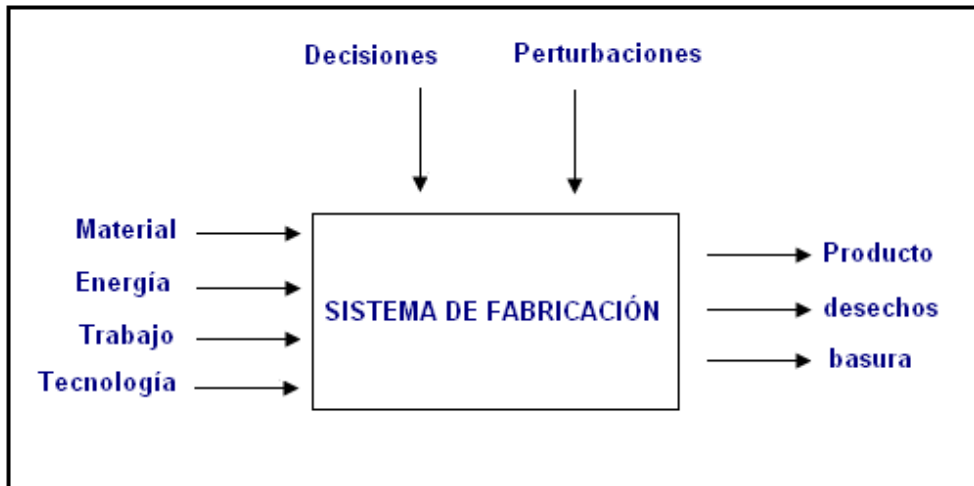 Decisiones
Perturbaciones
Material
Energía
Trabajo
Tecnología
SISTEMA DE FABRICACIÓN
Producto
desechos
basura